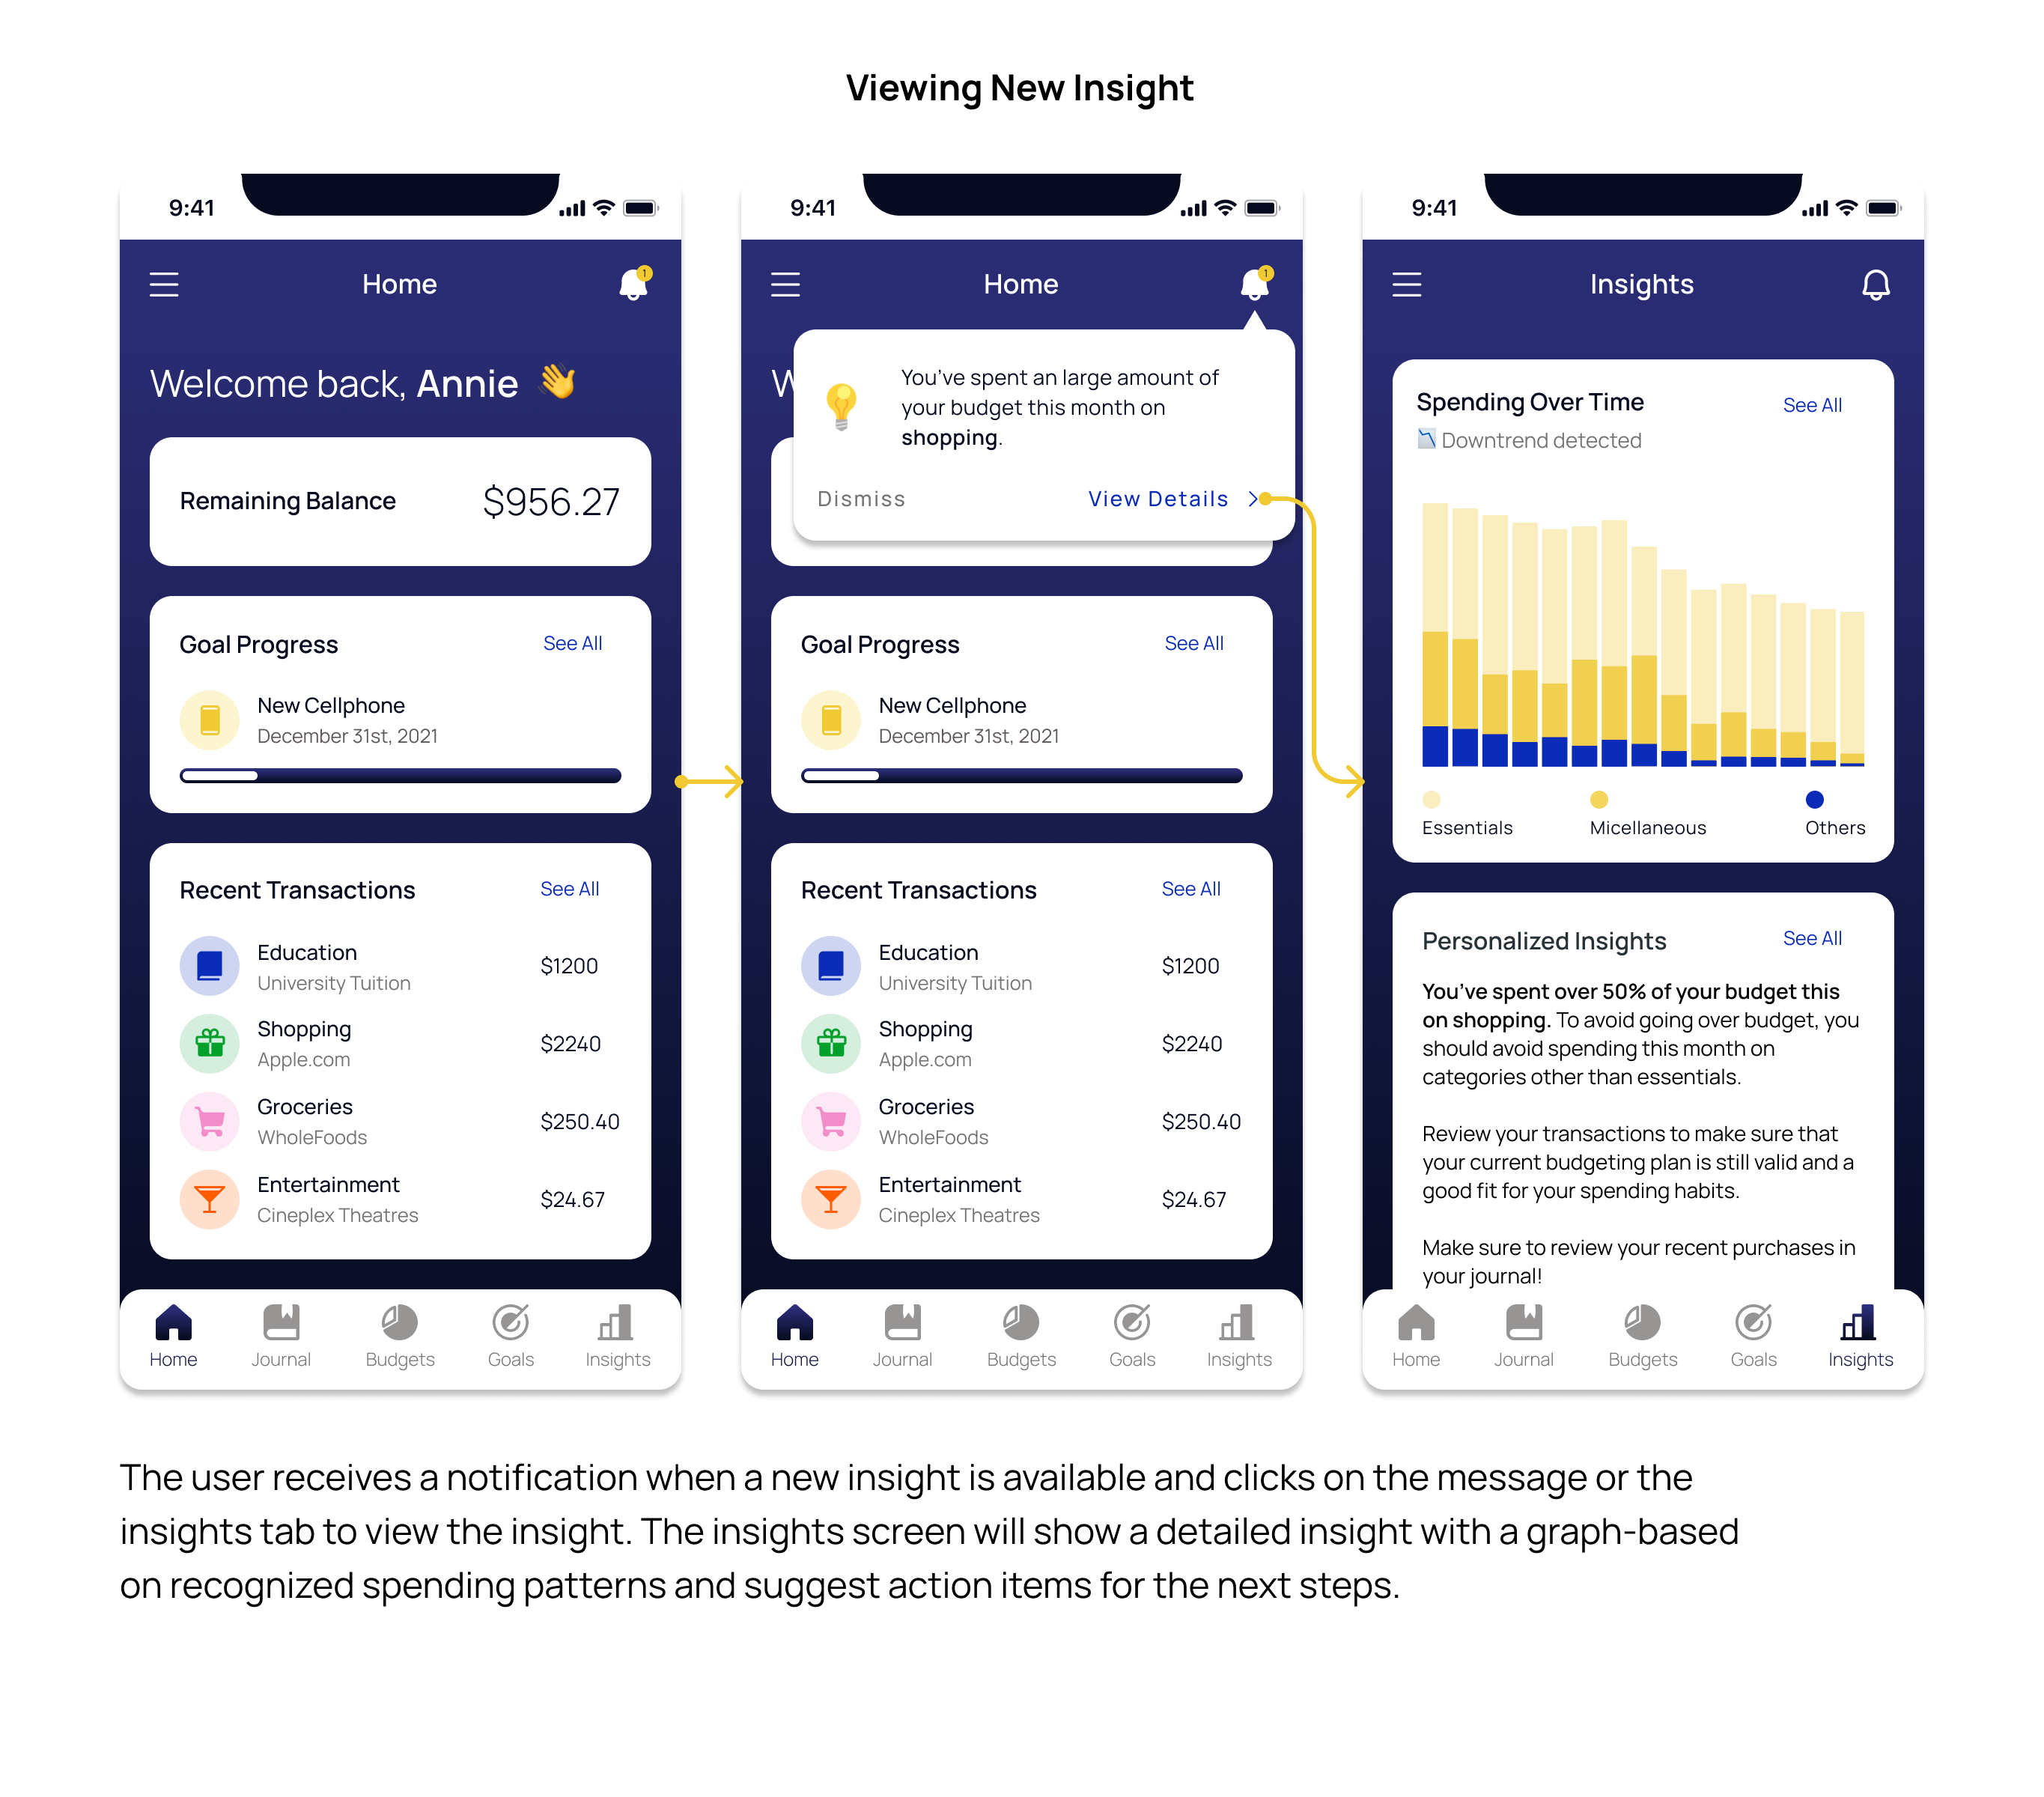 Viewing New Insight
9:41
Home
1
Welcome back, Annie
Remaining Balance
$956.27
Goal Progress
See All
New Cellphone
December 31st, 2021
Recent Transactions
See All
Education
University Tuition
$1200
Shopping
Apple.com
$2240
Groceries
WholeFoods
$250.40
Entertainment
Cineplex Theatres
$24.67
Home
Journal
Budgets
Goals
Insights
9:41
Home
1
W
You've spent an large amount of
your budget this month on
shopping.
Dismiss
View Details
Goal Progress
See All
New Cellphone
December 31st, 2021
Recent Transactions
See All
Education
University Tuition
$1200
Shopping
Apple.com
$2240
Groceries
WholeFoods
$250.40
Entertainment
Cineplex Theatres
$24.67
Home
Journal
Budgets
Goals
Insights
9:41
Insights
Spending Over Time
See All
Downtrend detected
Essentials
Micellaneous
Others
Personalized Insights
See All
You've spent over 50% of your budget this
on shopping. To avoid going over budget, you
should avoid spending this month on
categories other than essentials.
Review your transactions to make sure that
your current budgeting plan is still valid and a
good fit for your spending habits.
Make sure to review your recent purchases in
your journal!
Home
Journal
Budgets
Goals
Insights
The user receives a notification when a new insight is available and clicks on the message or the
insights tab to view the insight. The insights screen will show a detailed insight with a graph-based
on recognized spending patterns and suggest action items for the next steps.